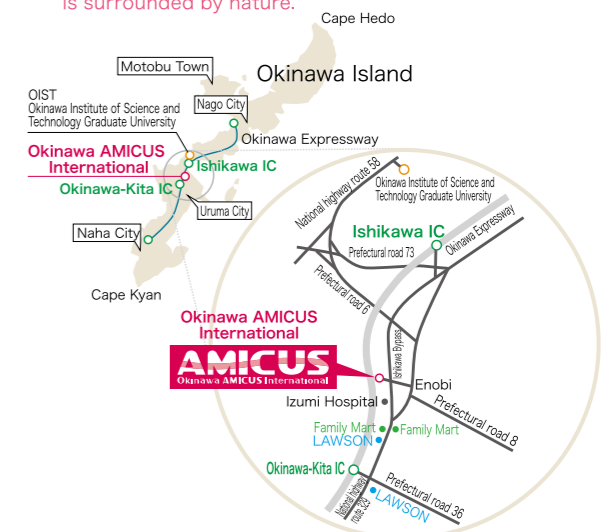 is surrounded by nature.
Cape Hedo
Motobu Town
Okinawa Island
OIST
Okinawa Institute of Science and
Technology Graduate University
Nago City
Okinawa Expressway
Okinawa AMICUS
International
Ishikawa IC
Okinawa-Kita IC
Uruma City
Naha City
Cape Kyan
National highway route 58
Okinawa Institute of Science and
Technology Graduate University
Ishikawa IC
Okinawa Expressway
Prefectural road 73
Prefectural road 6
Okinawa AMICUS
International
AMICUS
Okinawa AMICUS International
Ishikawa Bypass
Enobi
Izumi Hospital
Prefectural road 8
Family Mart
Family Mart
LAWSON
Okinawa-Kita IC
Prefectural road 36
National highway
route 329
LAWSON